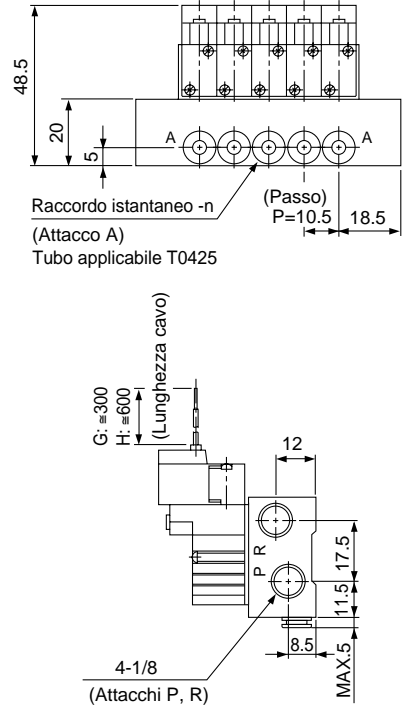 48.5
20
5
A
A
Raccordo istantaneo -n
(Attacco A)
Tubo applicabile T0425
(Passo)
P=10.5
18.5
G: ≅300
H: ≅600
(Lunghezza cavo)
12
R
P
17.5
11.5
8.5
MAX.5
4-1/8
(Attacchi P, R)